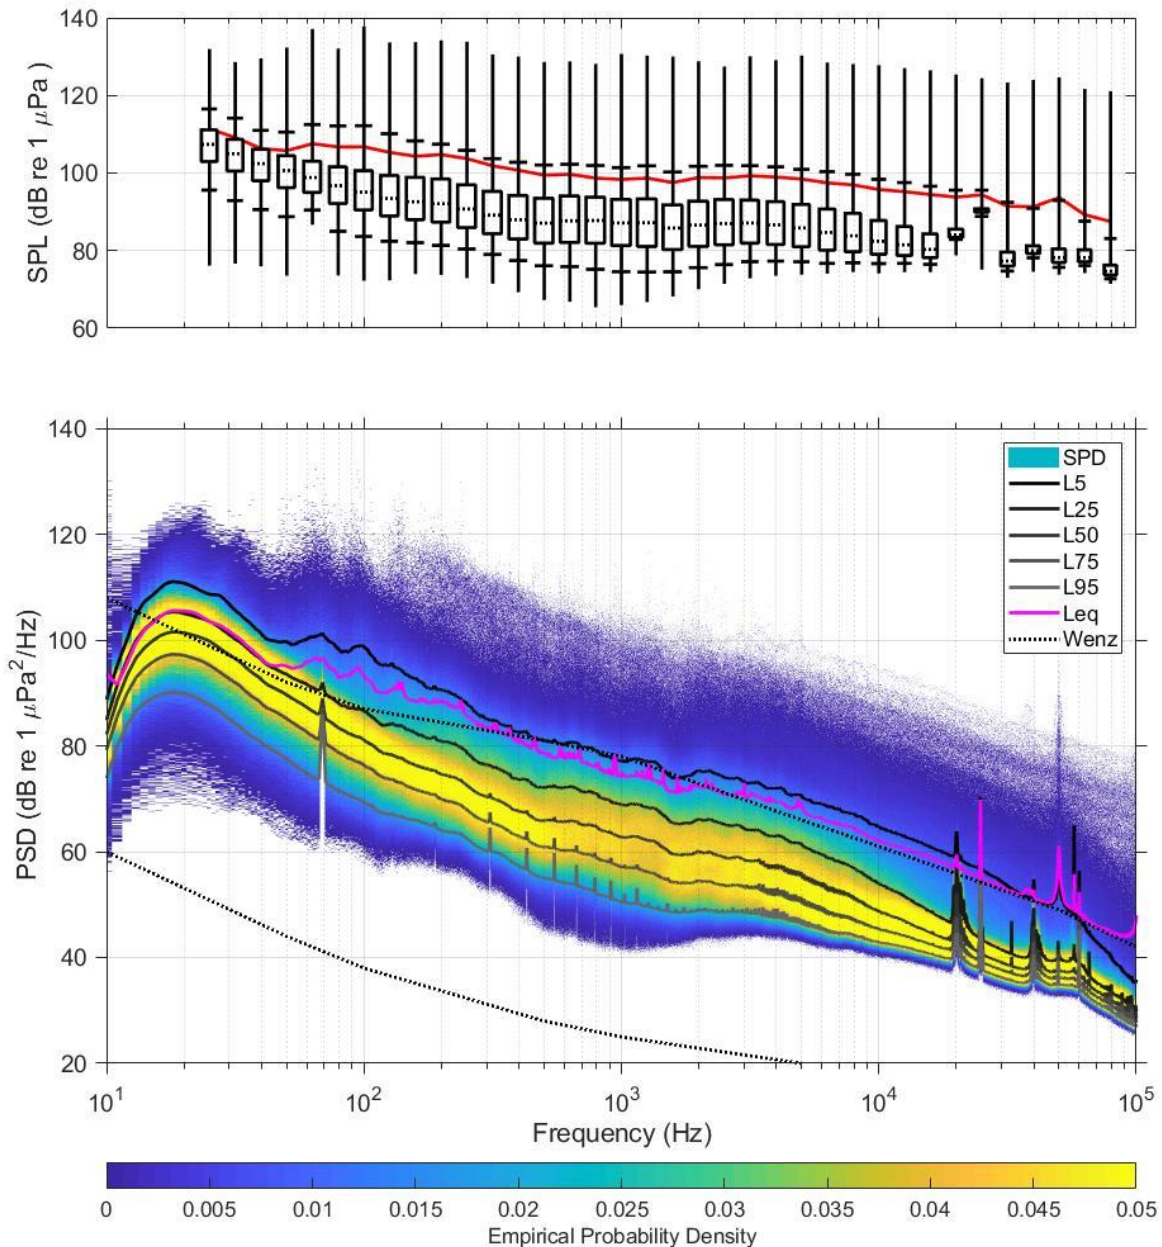 140
120
100
80
60
SPL (dB re 1 μPa )
140
120
100
80
60
40
20
PSD (dB re 1 μPa²/Hz)
SPD
L5
L25
L50
L75
L95
Leq
Wenz
10¹ 10² 10³ 10⁴ 10⁵
Frequency (Hz)
0 0.005 0.01 0.015 0.02 0.025 0.03 0.035 0.04 0.045 0.05
Empirical Probability Density